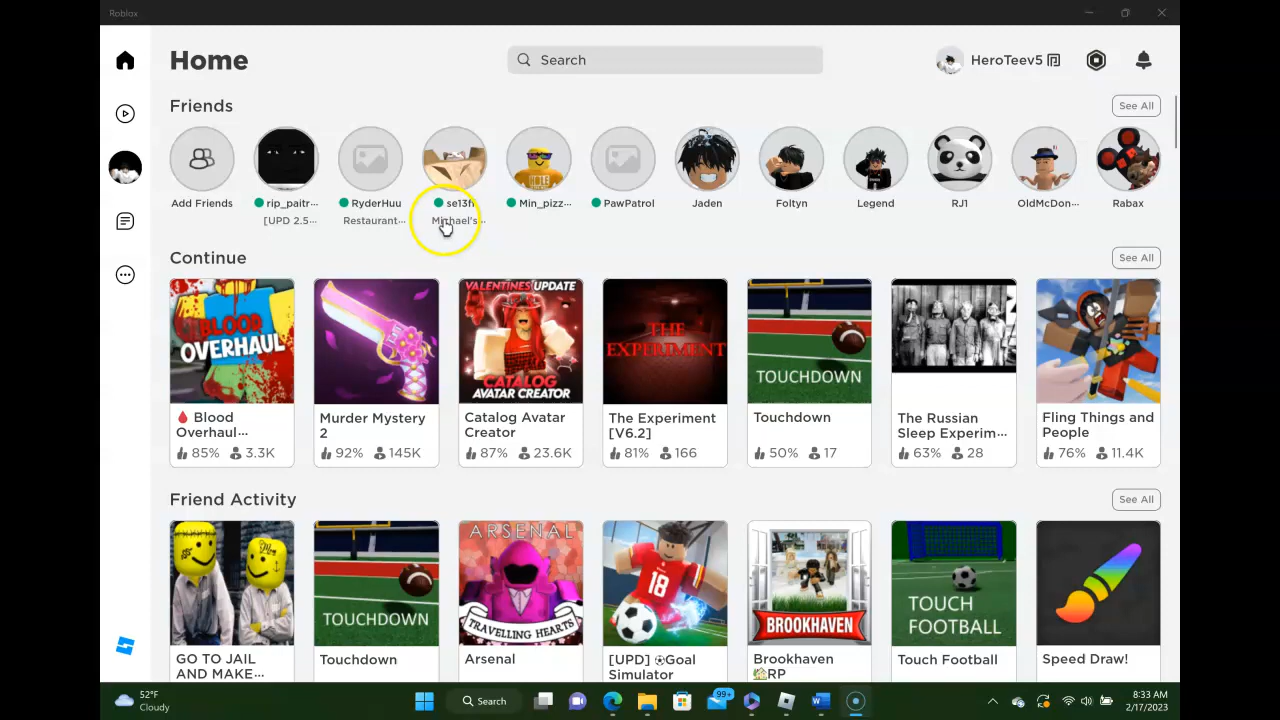 Roblox
Home
Search
HeroTeev5
Friends
See All
Add Friends
rip_paitr...
RyderHuu
se13fh
Min_pizz...
PawPatrol
Jaden
Foltyn
Legend
RJ1
OldMcDon...
Rabax
[UPD 2.5...
Restaurant...
Michael's...
Continue
See All
BLOOD
OVERHAUL
VALENTINES UPDATE
CATALOG
AVATAR CREATOR
THE
EXPERIMENT
TOUCHDOWN
Blood
Overhaul...
85% 3.3K
Murder Mystery
2
92% 145K
Catalog Avatar
Creator
87% 23.6K
The Experiment
[V6.2]
81% 166
Touchdown
50% 17
The Russian
Sleep Experim...
63% 28
Fling Things and
People
76% 11.4K
Friend Activity
See All
TOUCHDOWN
ARSENAL
TRAVELLING HEARTS
18
BROOKHAVEN
TOUCH
FOOTBALL
GO TO JAIL
AND MAKE...
Touchdown
Arsenal
[UPD] ⚽Goal
Simulator
Brookhaven
🏡RP
Touch Football
Speed Draw!
52°F
Cloudy
Search
99+
8:33 AM
2/17/2023